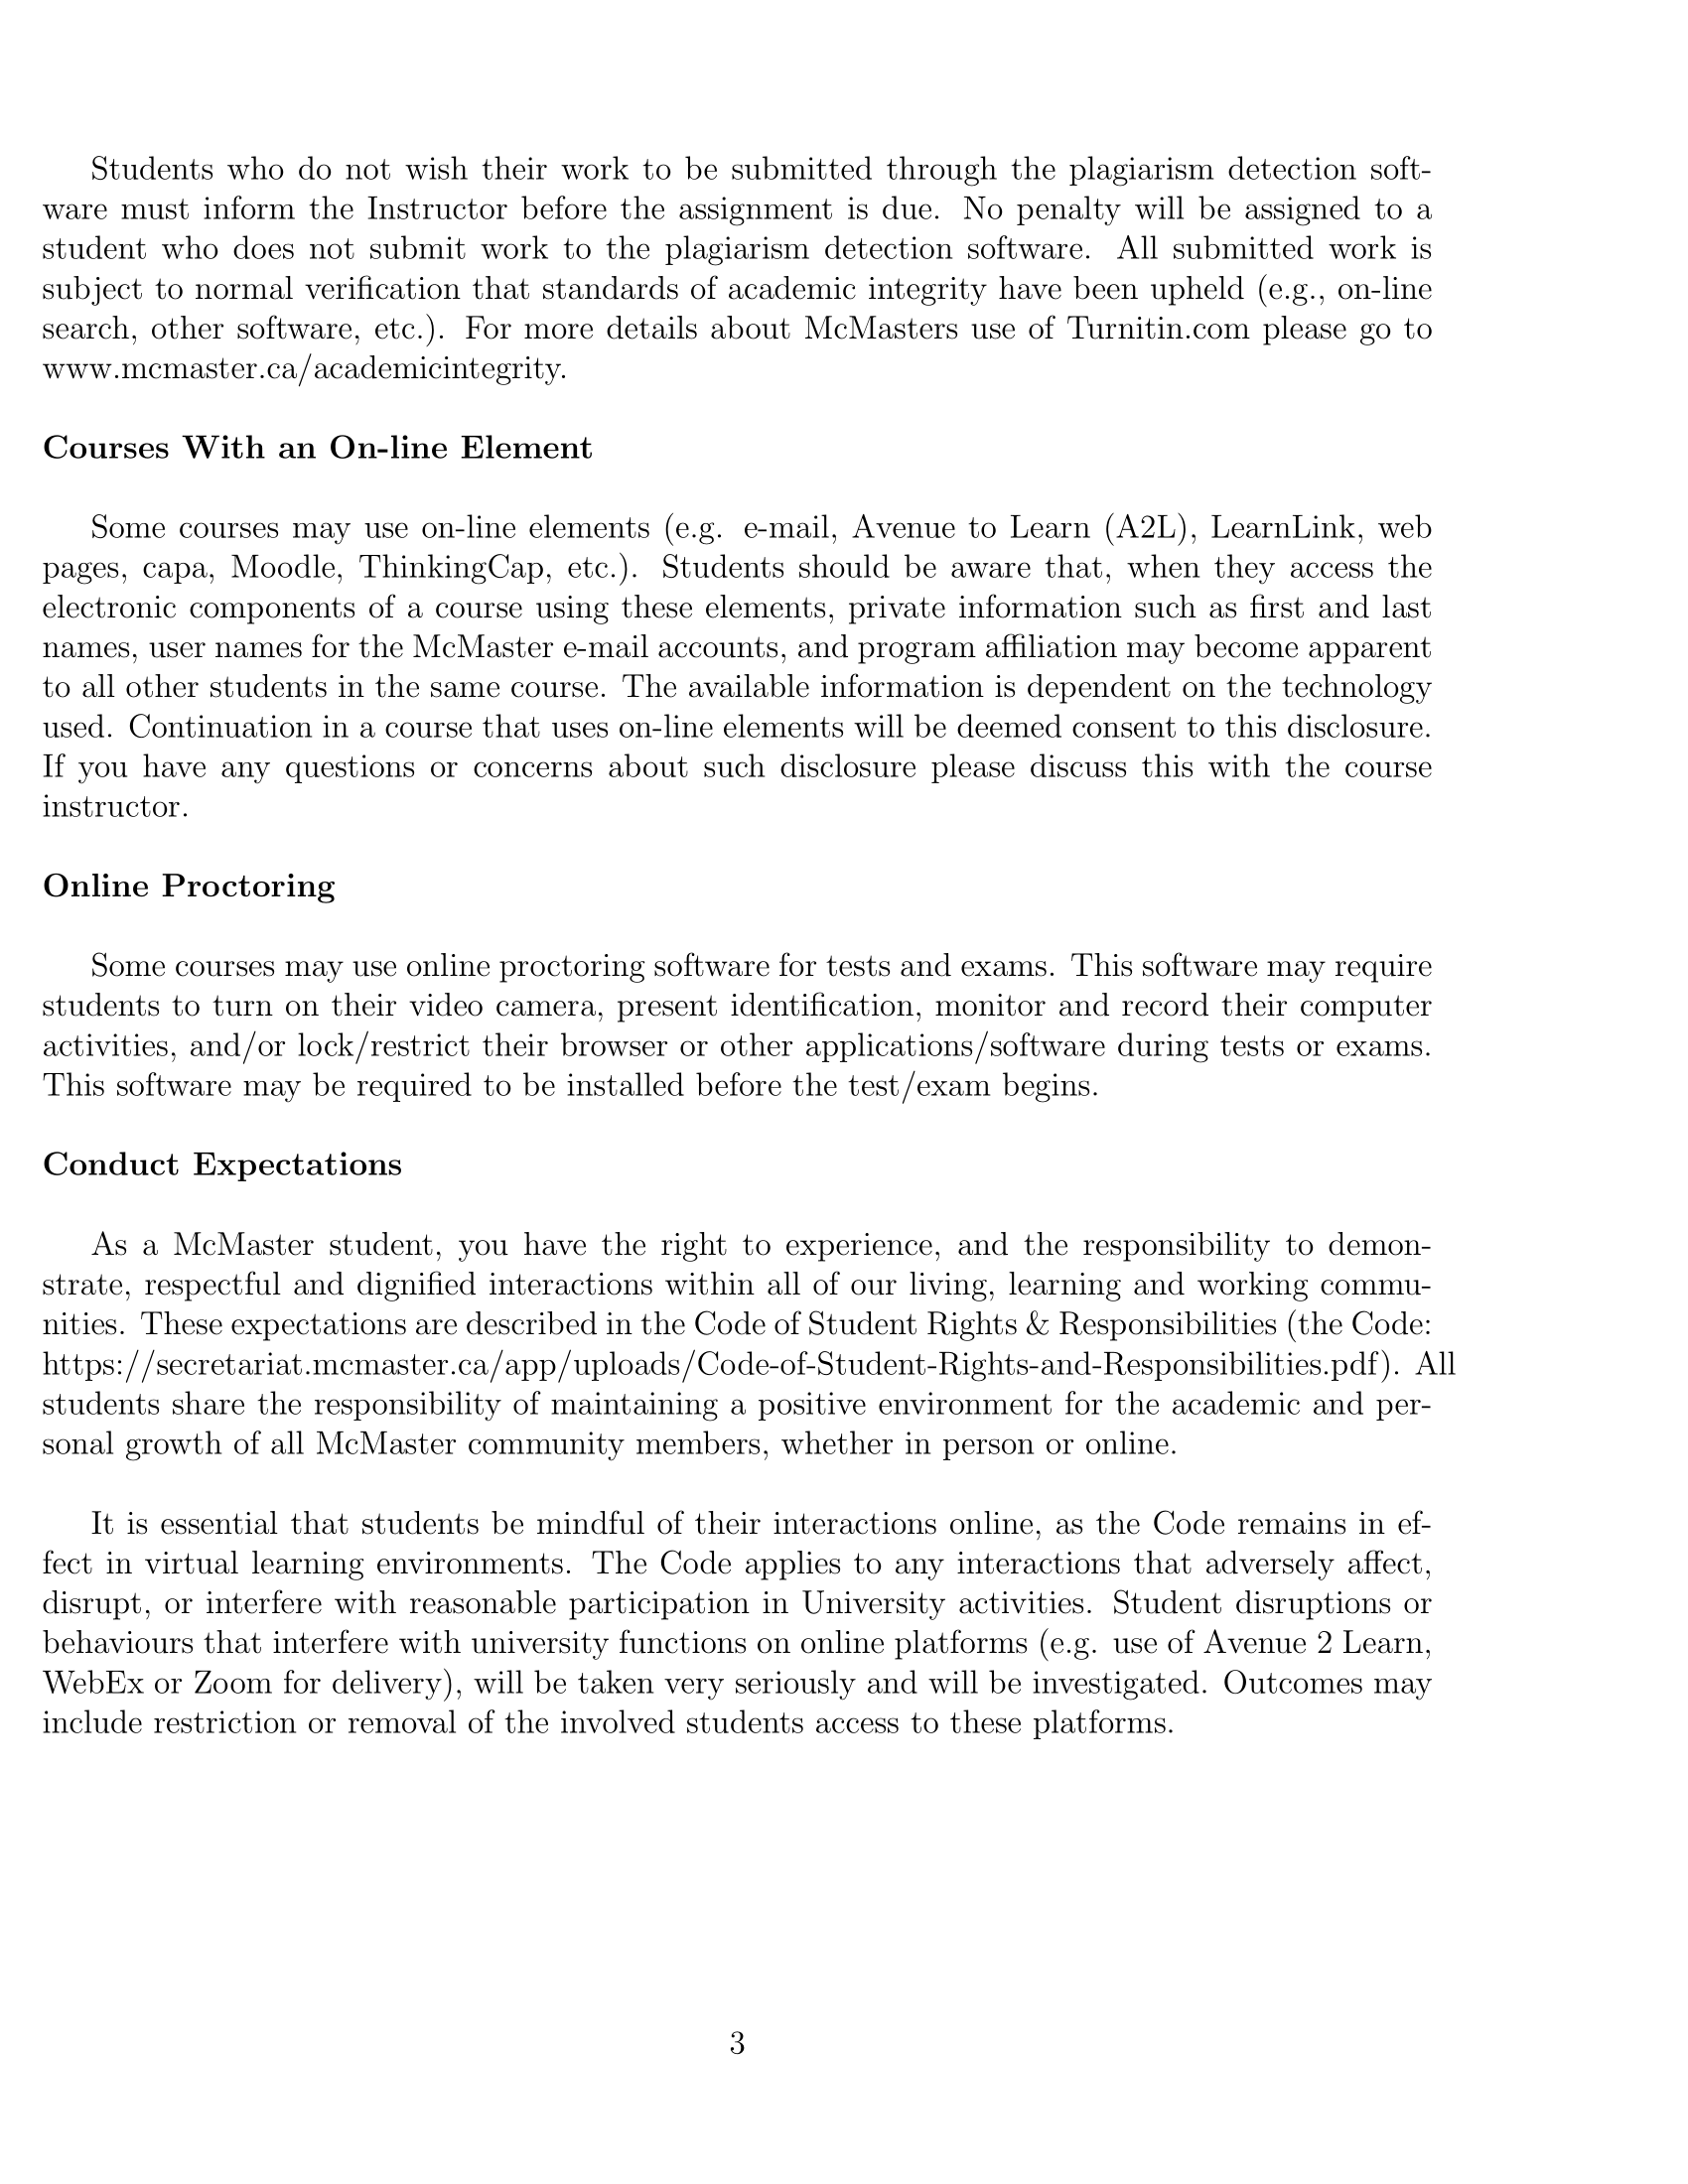 Students who do not wish their work to be submitted through the plagiarism detection soft-
ware must inform the Instructor before the assignment is due. No penalty will be assigned to a
student who does not submit work to the plagiarism detection software. All submitted work is
subject to normal verification that standards of academic integrity have been upheld (e.g., on-line
search, other software, etc.). For more details about McMasters use of Turnitin.com please go to
www.mcmaster.ca/academicintegrity.
Courses With an On-line Element
Some courses may use on-line elements (e.g. e-mail, Avenue to Learn (A2L), LearnLink, web
pages, capa, Moodle, ThinkingCap, etc.). Students should be aware that, when they access the
electronic components of a course using these elements, private information such as first and last
names, user names for the McMaster e-mail accounts, and program affiliation may become apparent
to all other students in the same course. The available information is dependent on the technology
used. Continuation in a course that uses on-line elements will be deemed consent to this disclosure.
If you have any questions or concerns about such disclosure please discuss this with the course
instructor.
Online Proctoring
Some courses may use online proctoring software for tests and exams. This software may require
students to turn on their video camera, present identification, monitor and record their computer
activities, and/or lock/restrict their browser or other applications/software during tests or exams.
This software may be required to be installed before the test/exam begins.
Conduct Expectations
As a McMaster student, you have the right to experience, and the responsibility to demon-
strate, respectful and dignified interactions within all of our living, learning and working commu-
nities. These expectations are described in the Code of Student Rights & Responsibilities (the Code:
https://secretariat.mcmaster.ca/app/uploads/Code-of-Student-Rights-and-Responsibilities.pdf). All
students share the responsibility of maintaining a positive environment for the academic and per-
sonal growth of all McMaster community members, whether in person or online.
It is essential that students be mindful of their interactions online, as the Code remains in ef-
fect in virtual learning environments. The Code applies to any interactions that adversely affect,
disrupt, or interfere with reasonable participation in University activities. Student disruptions or
behaviours that interfere with university functions on online platforms (e.g. use of Avenue 2 Learn,
WebEx or Zoom for delivery), will be taken very seriously and will be investigated. Outcomes may
include restriction or removal of the involved students access to these platforms.
3